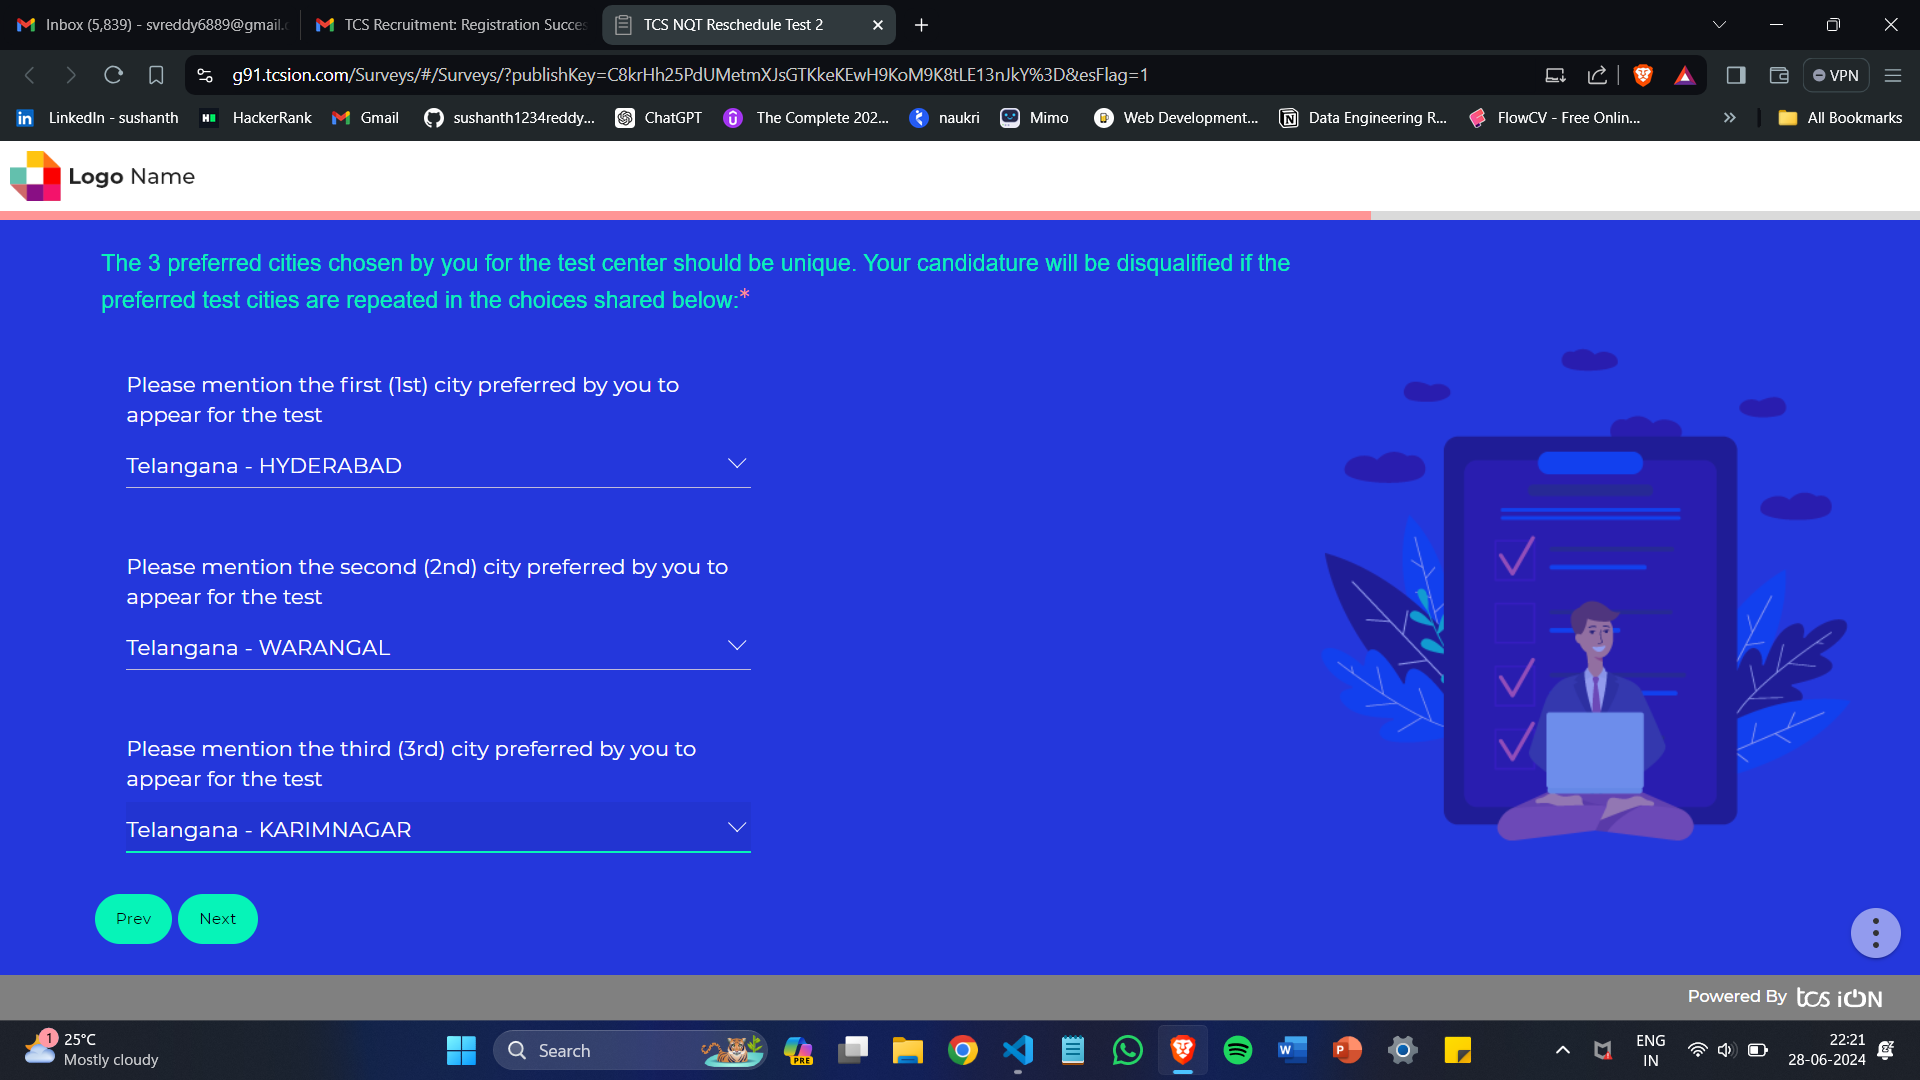 Inbox (5,839) - svreddy6889@gmail.c
TCS Recruitment: Registration Succes
TCS NQT Reschedule Test 2
g91.tcsion.com/Surveys/#/Surveys/?publishKey=C8krHh25PdUMetmXJsGTKkeKEwH9KoM9K8tLE13nJkY%3D&esFlag=1
VPN
LinkedIn - sushanth
HackerRank
Gmail
sushanth1234reddy...
ChatGPT
The Complete 202...
naukri
Mimo
Web Development...
Data Engineering R...
FlowCV - Free Onlin...
All Bookmarks
Logo Name
The 3 preferred cities chosen by you for the test center should be unique. Your candidature will be disqualified if the
preferred test cities are repeated in the choices shared below:*
Please mention the first (1st) city preferred by you to
appear for the test
Telangana - HYDERABAD
Please mention the second (2nd) city preferred by you to
appear for the test
Telangana - WARANGAL
Please mention the third (3rd) city preferred by you to
appear for the test
Telangana - KARIMNAGAR
Prev
Next
Powered By tcs iON
1
25°C
Mostly cloudy
Search
PRE
ENG
IN
22:21
28-06-2024